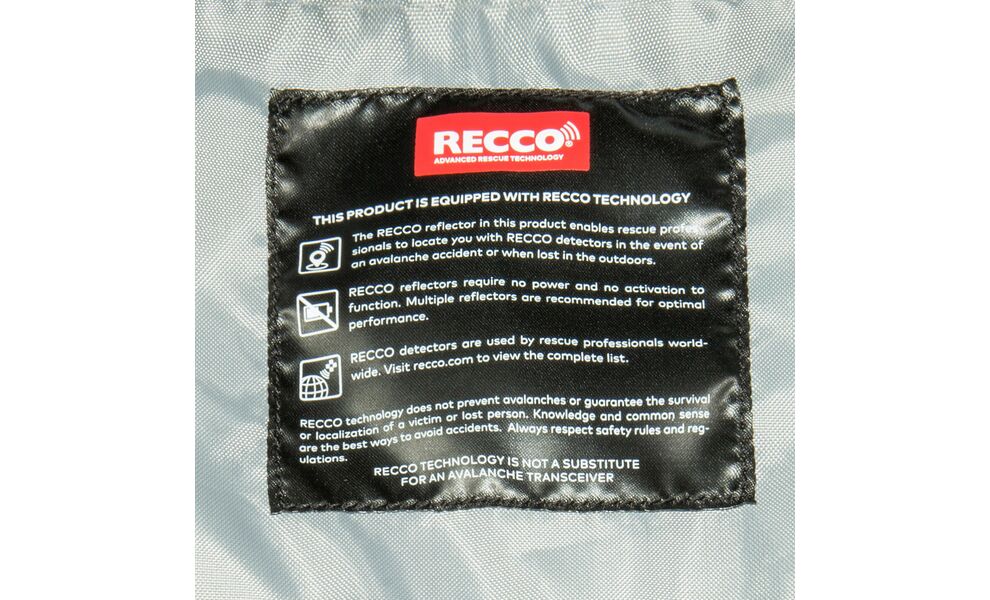 RECCO®
ADVANCED RESCUE TECHNOLOGY
THIS PRODUCT IS EQUIPPED WITH RECCO TECHNOLOGY
The RECCO reflector in this product enables rescue profes-
sionals to locate you with RECCO detectors in the event of
an avalanche accident or when lost in the outdoors.
RECCO reflectors require no power and no activation to
function. Multiple reflectors are recommended for optimal
performance.
RECCO detectors are used by rescue professionals world-
wide. Visit recco.com to view the complete list.
RECCO technology does not prevent avalanches or guarantee the survival
or localization of a victim or lost person. Knowledge and common sense
are the best ways to avoid accidents. Always respect safety rules and reg-
ulations.
RECCO TECHNOLOGY IS NOT A SUBSTITUTE
FOR AN AVALANCHE TRANSCEIVER